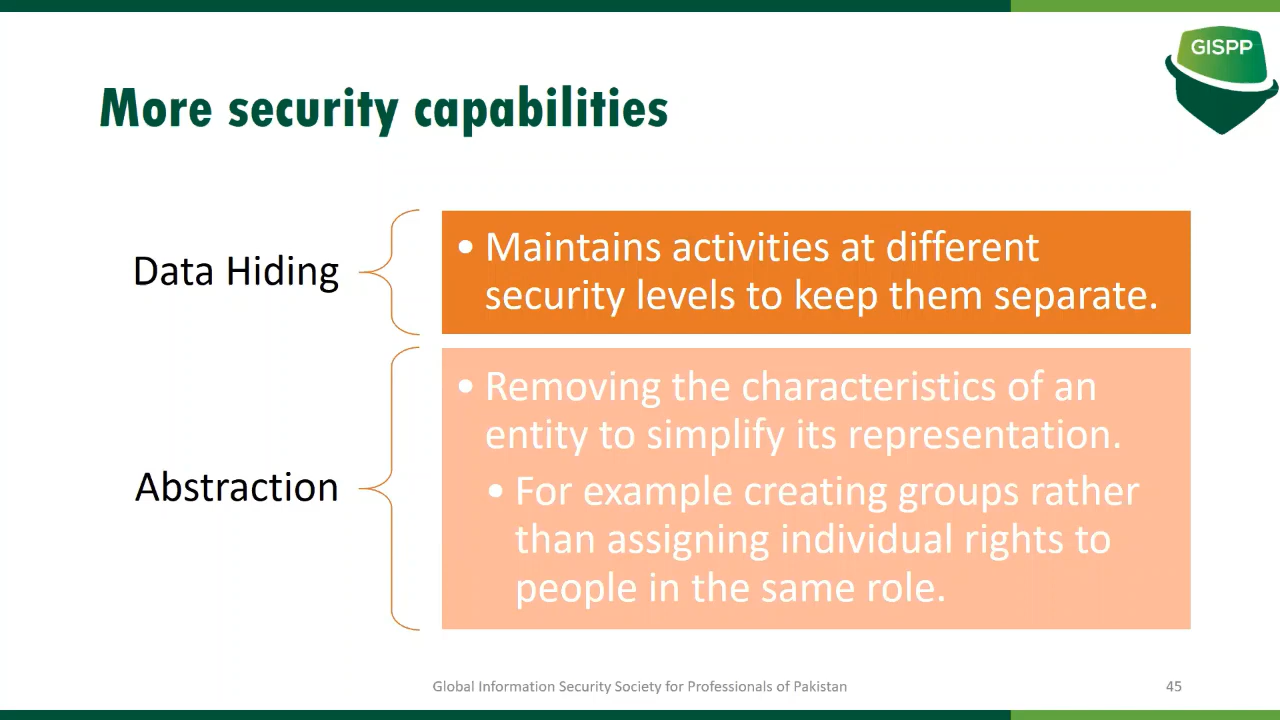 GISPP
More security capabilities
Data Hiding
• Maintains activities at different
security levels to keep them separate.
Abstraction
• Removing the characteristics of an
entity to simplify its representation.
• For example creating groups rather
than assigning individual rights to
people in the same role.
Global Information Security Society for Professionals of Pakistan
45